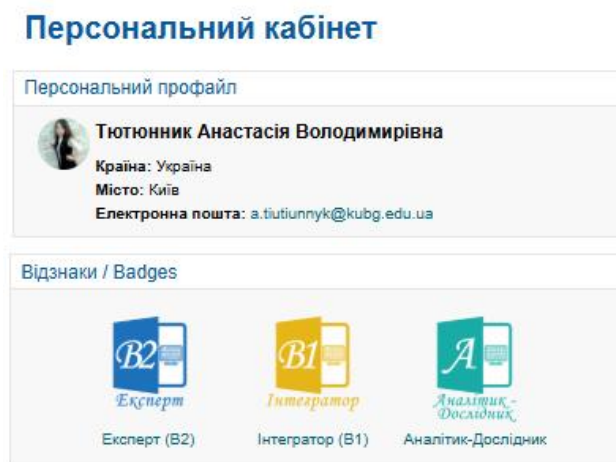 Персональний кабінет
Персональний профайл
Тютюнник Анастасія Володимирівна
Країна: Україна
Місто: Київ
Електронна пошта: a.tiutiunnyk@kubg.edu.ua
Відзнаки / Badges
B2 B1 A
Експерт Інтегратор Аналітик -
Дослідник
Експерт (B2) Інтегратор (B1) Аналітик-Дослідник